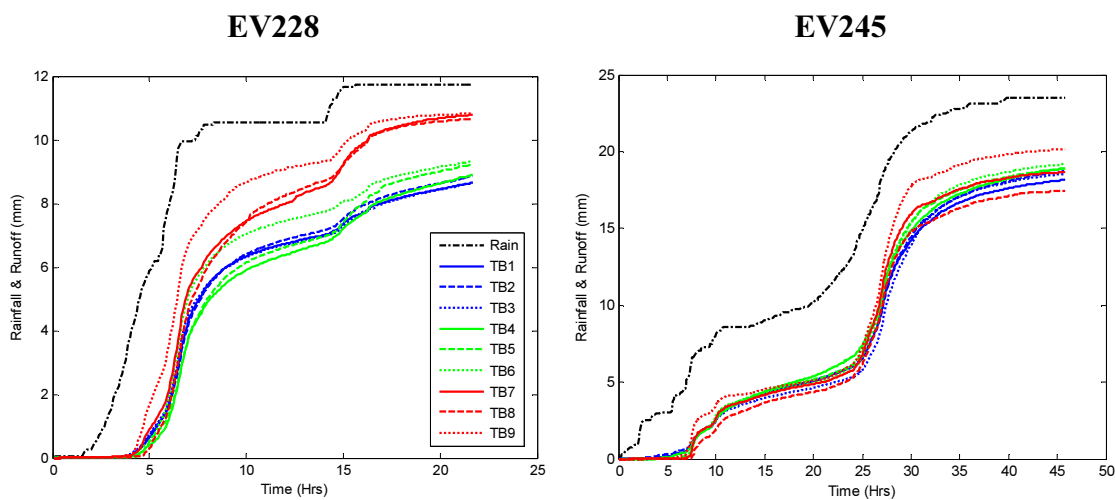 EV228
EV245
12
10
8
6
4
2
0
Rainfall & Runoff (mm)
0 5 10 15 20 25
Time (Hrs)
Rain
TB1
TB2
TB3
TB4
TB5
TB6
TB7
TB8
TB9
25
20
15
10
5
0
Rainfall & Runoff (mm)
0 5 10 15 20 25 30 35 40 45 50
Time (Hrs)